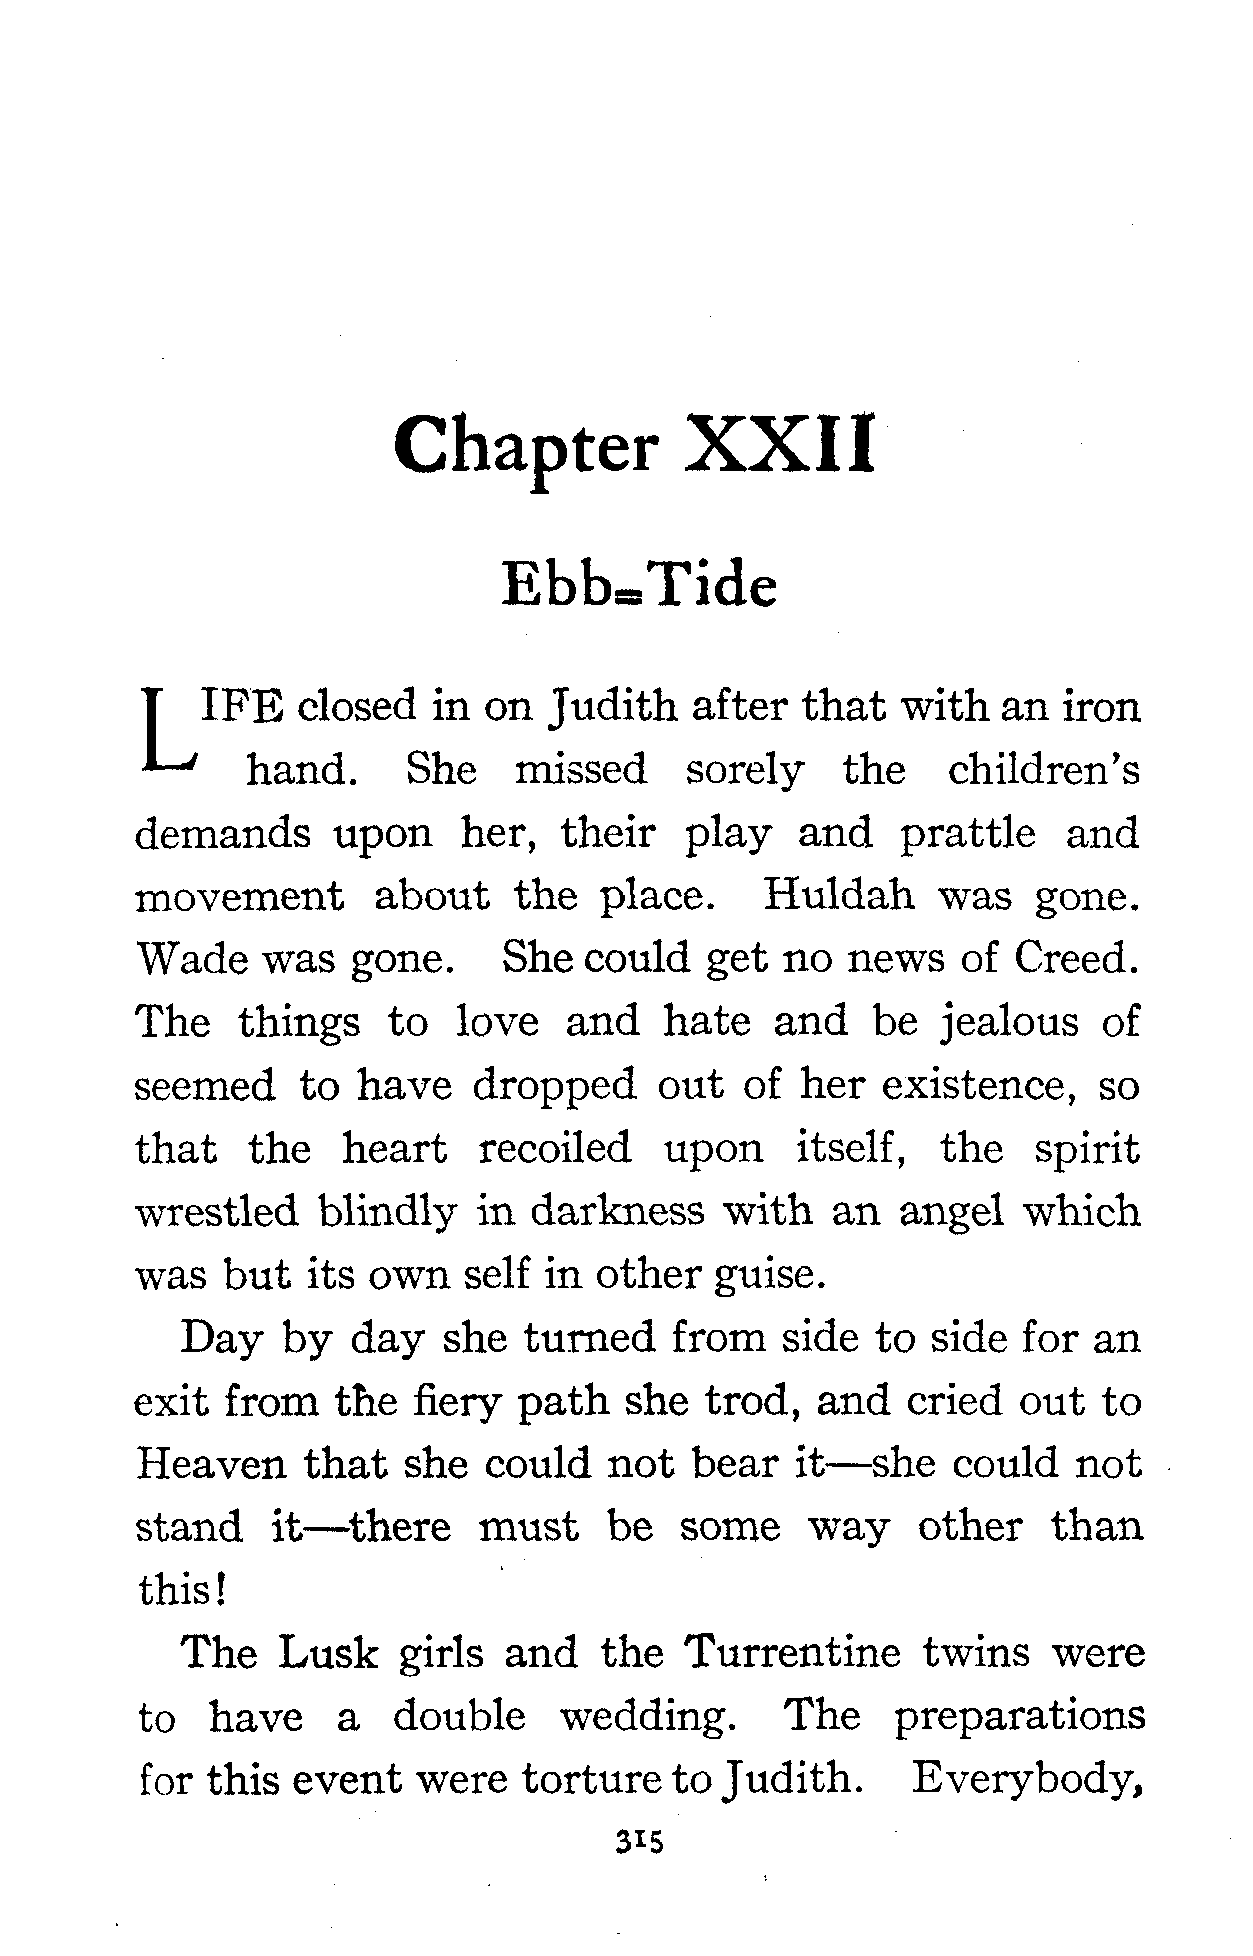 Chapter XXII
Ebb-Tide
LIFE closed in on Judith after that with an iron
hand. She missed sorely the children's
demands upon her, their play and prattle and
movement about the place. Huldah was gone.
Wade was gone. She could get no news of Creed.
The things to love and hate and be jealous of
seemed to have dropped out of her existence, so
that the heart recoiled upon itself, the spirit
wrestled blindly in darkness with an angel which
was but its own self in other guise.
Day by day she turned from side to side for an
exit from the fiery path she trod, and cried out to
Heaven that she could not bear it—she could not
stand it—there must be some way other than
this!
The Lusk girls and the Turrentine twins were
to have a double wedding. The preparations
for this event were torture to Judith. Everybody,
315